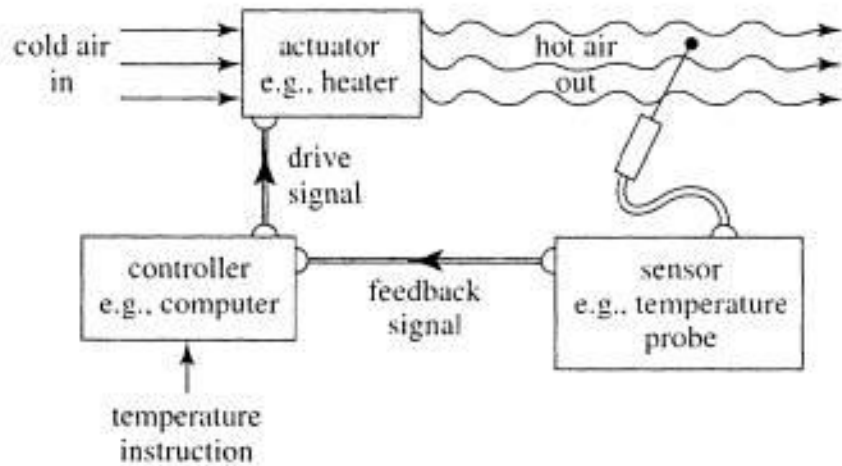 cold air
in
actuator
e.g., heater
hot air
out
drive
signal
controller
e.g., computer
feedback
signal
sensor
e.g., temperature
probe
temperature
instruction